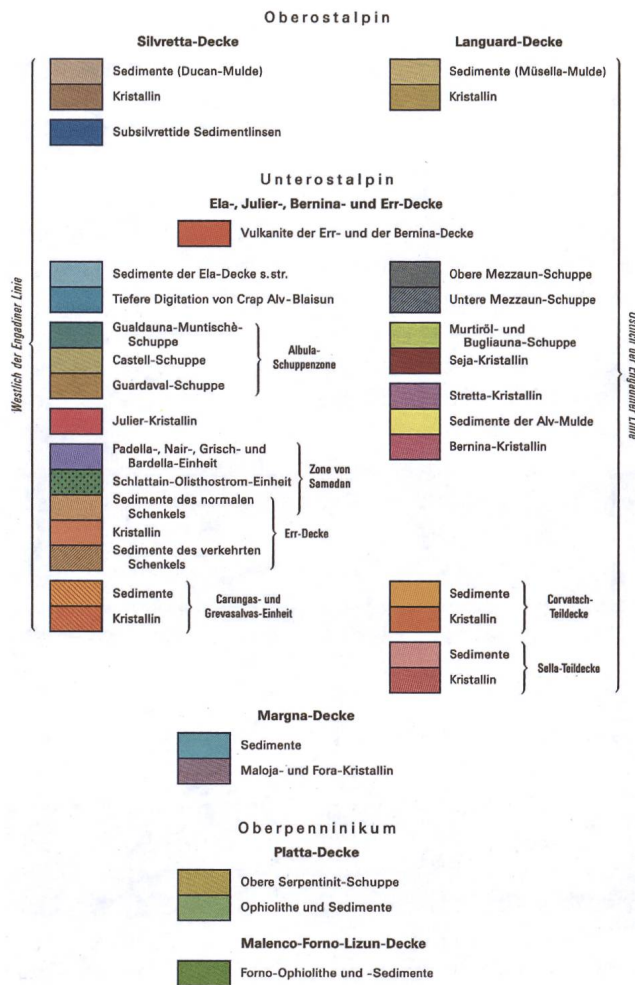 Oberostalpin
Silvretta-Decke
Sedimente (Ducan-Mulde)
Kristallin
Subsilvrettide Sedimentlinsen
Languard-Decke
Sedimente (Müsella-Mulde)
Kristallin
Unterostalpin
Ela-, Julier-, Bernina- und Err-Decke
Vulkanite der Err- und der Bernina-Decke
Westlich der Engadiner Linie
Sedimente der Ela-Decke s.str.
Tiefere Digitation von Crap Alv-Blaisun
Gualdauna-Muntischè-
Schuppe
Castell-Schuppe
Guardaval-Schuppe
Albula-
Schuppenzone
Julier-Kristallin
Padella-, Nair-, Grisch- und
Bardella-Einheit
Schlattain-Olisthostrom-Einheit
Zone von
Samedan
Sedimente des normalen
Schenkels
Kristallin
Sedimente des verkehrten
Schenkels
Err-Decke
Sedimente
Kristallin
Carungas- und
Grevasalvas-Einheit
Obere Mezzaun-Schuppe
Untere Mezzaun-Schuppe
Murtiröl- und
Bugliauna-Schuppe
Seja-Kristallin
Stretta-Kristallin
Sedimente der Alv-Mulde
Bernina-Kristallin
Östlich der Engadiner Linie
Sedimente
Kristallin
Corvatsch-
Teildecke
Sedimente
Kristallin
Sella-Teildecke
Margna-Decke
Sedimente
Maloja- und Fora-Kristallin
Oberpenninikum
Platta-Decke
Obere Serpentinit-Schuppe
Ophiolithe und Sedimente
Malenco-Forno-Lizun-Decke
Forno-Ophiolithe und -Sedimente